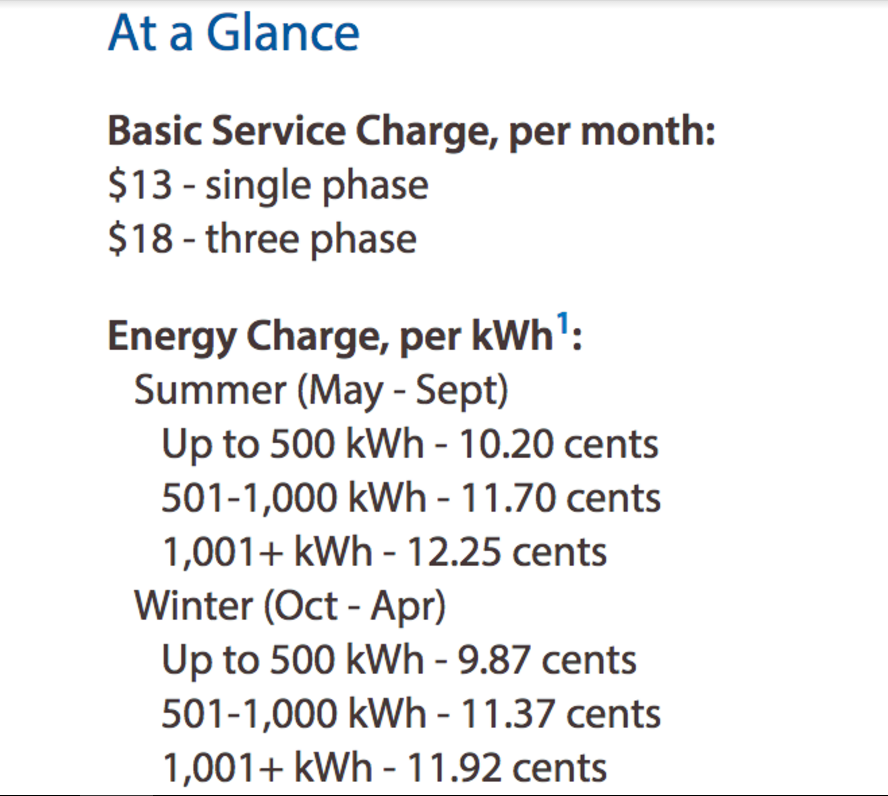 At a Glance
Basic Service Charge, per month:
$13 - single phase
$18 - three phase
Energy Charge, per kWh¹:
Summer (May - Sept)
Up to 500 kWh - 10.20 cents
501-1,000 kWh - 11.70 cents
1,001+ kWh - 12.25 cents
Winter (Oct - Apr)
Up to 500 kWh - 9.87 cents
501-1,000 kWh - 11.37 cents
1,001+ kWh - 11.92 cents